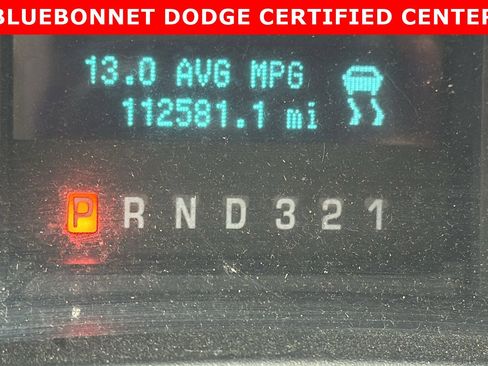 BLUEBONNET DODGE CERTIFIED CENTER
13.0 AVG MPG
112581.1 mi
P R N D 3 2 1